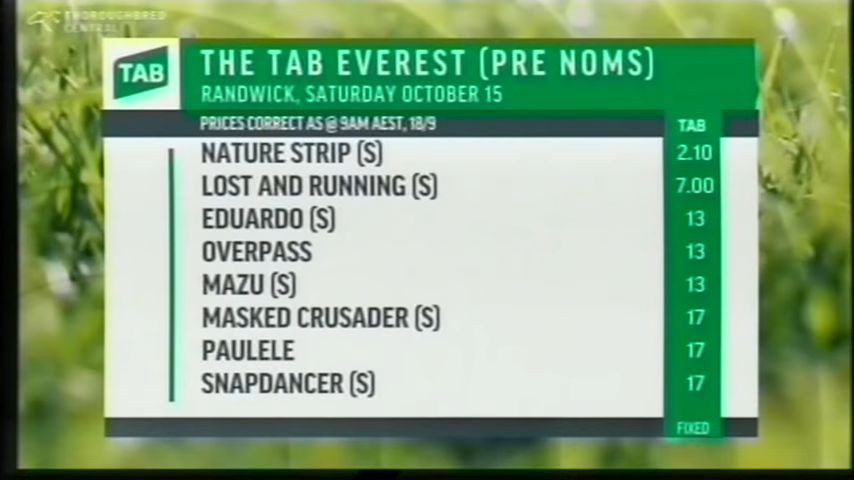 THOROUGHBRED
CENTRAL
TAB
THE TAB EVEREST (PRE NOMS)
RANDWICK, SATURDAY OCTOBER 15
PRICES CORRECT AS @ 9AM AEST, 18/9 TAB
NATURE STRIP (S) 2.10
LOST AND RUNNING (S) 7.00
EDUARDO (S) 13
OVERPASS 13
MAZU (S) 13
MASKED CRUSADER (S) 17
PAULELE 17
SNAPDANCER (S) 17
FIXED